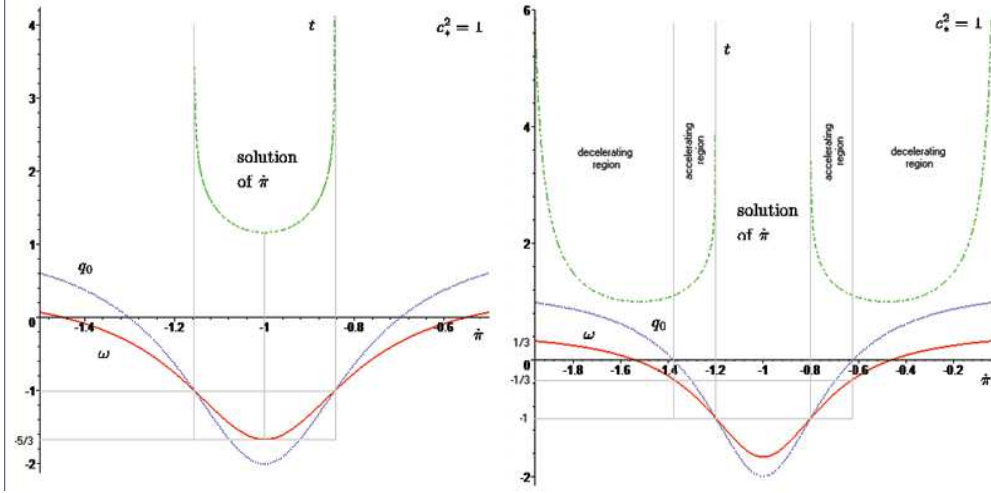 4
3
2
1
0
-1
-5/3
-2
-1.4
-1.2
-1
-0.8
-0.6
π̇
t
c²* = 1
solution
of π̇
q₀
ω
6
4
2
1/3
0
-1/3
-1
-2
-1.8
-1.6
-1.4
-1.2
-1
-0.8
-0.6
-0.4
-0.2
π̇
t
c²* = 1
decelerating
region
accelerating
region
solution
of π̇
accelerating
region
decelerating
region
q₀
ω